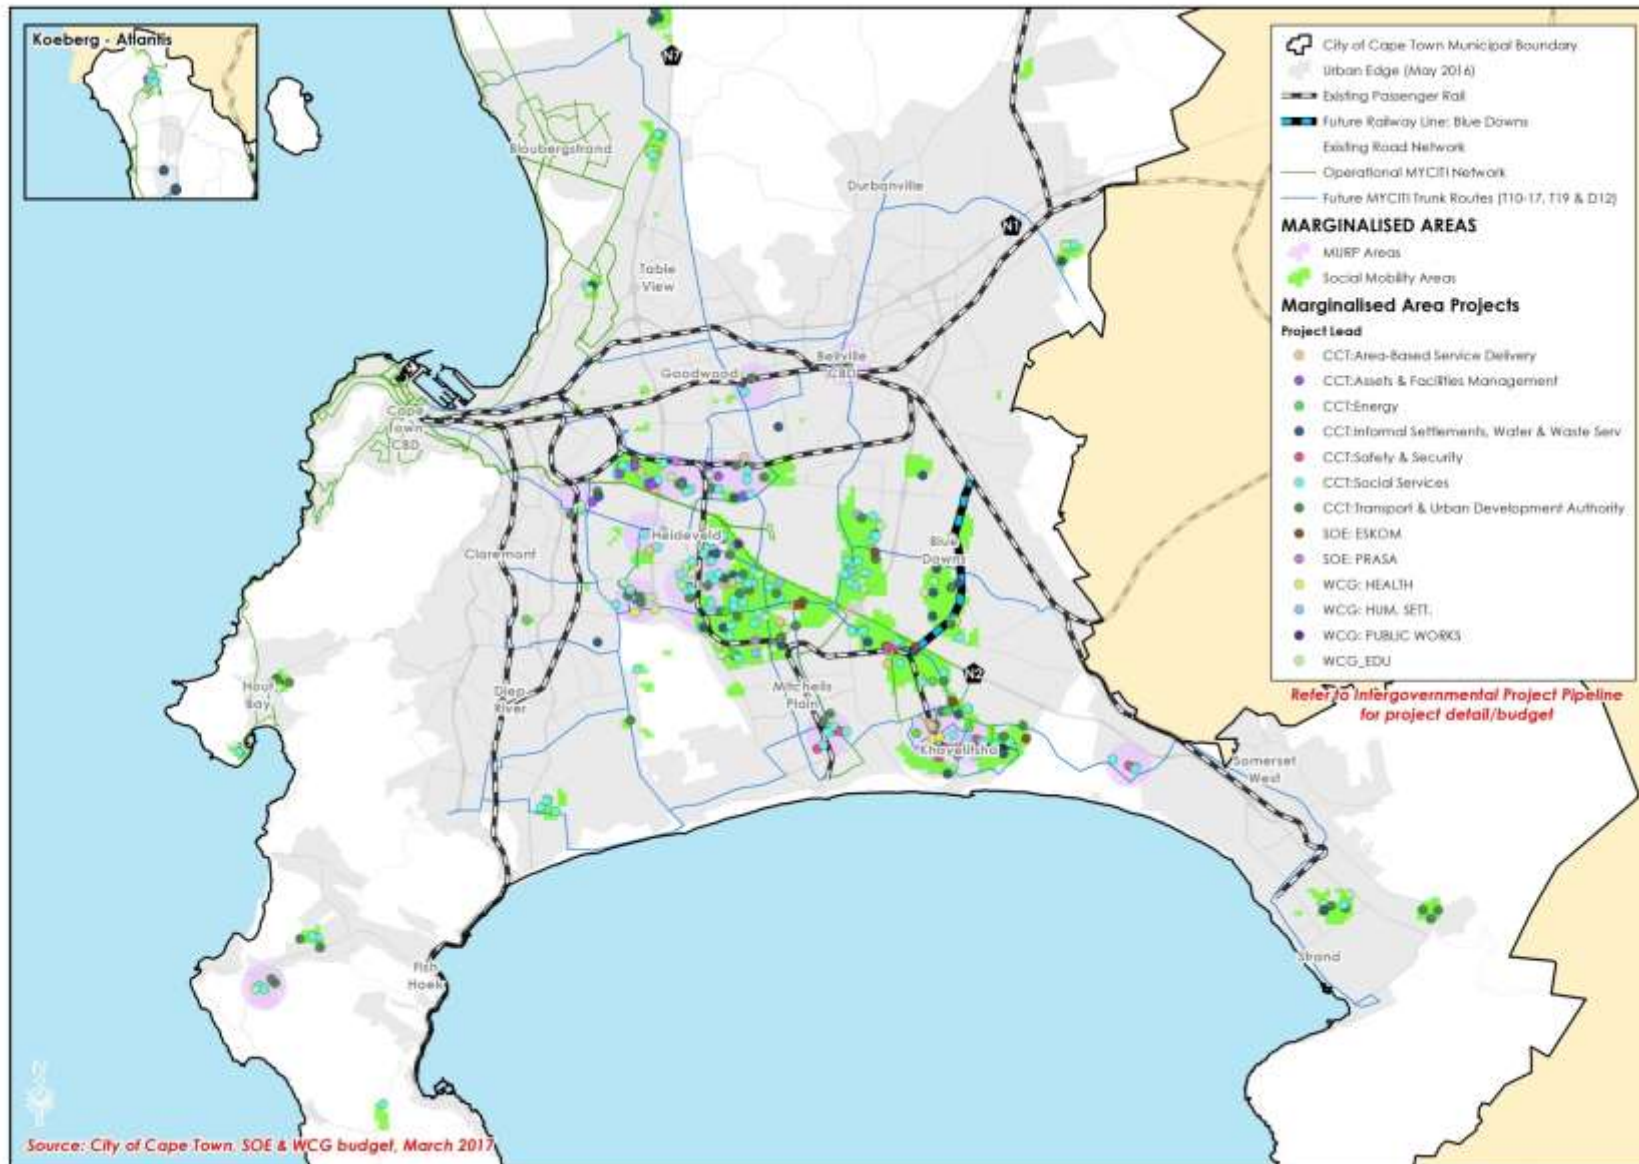 Koeberg - Atlantis
N7
Bloubergstrand
Durbanville
N1
Table
View
Bellville
CBD
Goodwood
Cape
Town
CBD
Heideveld
Claremont
Blue
Downs
Hout
Bay
Diep
River
Mitchells
Plain
N2
Khayelitsha
Somerset
West
Fish
Hoek
Strand
City of Cape Town Municipal Boundary
Urban Edge (May 2016)
Existing Passenger Rail
Future Railway Line: Blue Downs
Existing Road Network
Operational MYCITI Network
Future MYCITI Trunk Routes (T10-17, T19 & D12)
MARGINALISED AREAS
MURP Areas
Social Mobility Areas
Marginalised Area Projects
Project Lead
CCT:Area-Based Service Delivery
CCT:Assets & Facilities Management
CCT:Energy
CCT:Informal Settlements, Water & Waste Serv
CCT:Safety & Security
CCT:Social Services
CCT:Transport & Urban Development Authority
SOE: ESKOM
SOE: PRASA
WCG: HEALTH
WCG: HUM. SETT.
WCG: PUBLIC WORKS
WCG_EDU
Refer to Intergovernmental Project Pipeline
for project detail/budget
Source: City of Cape Town, SOE & WCG budget, March 2017